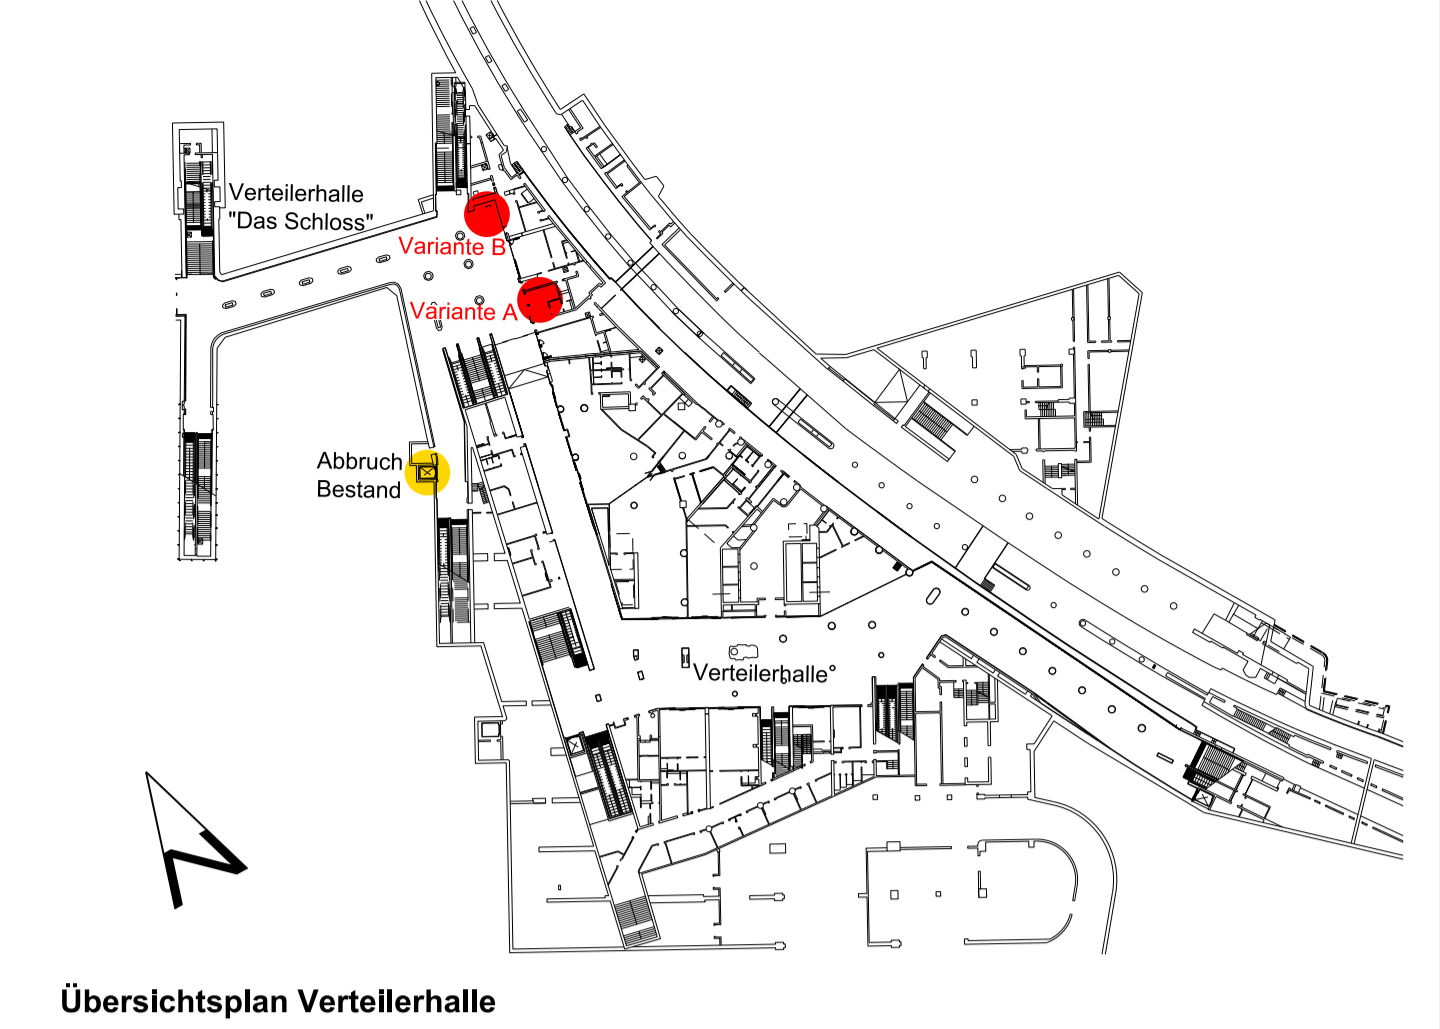 Verteilerhalle
"Das Schloss"
Variante B
Variante A
Abbruch
Bestand
Verteilerhalle
N
Übersichtsplan Verteilerhalle